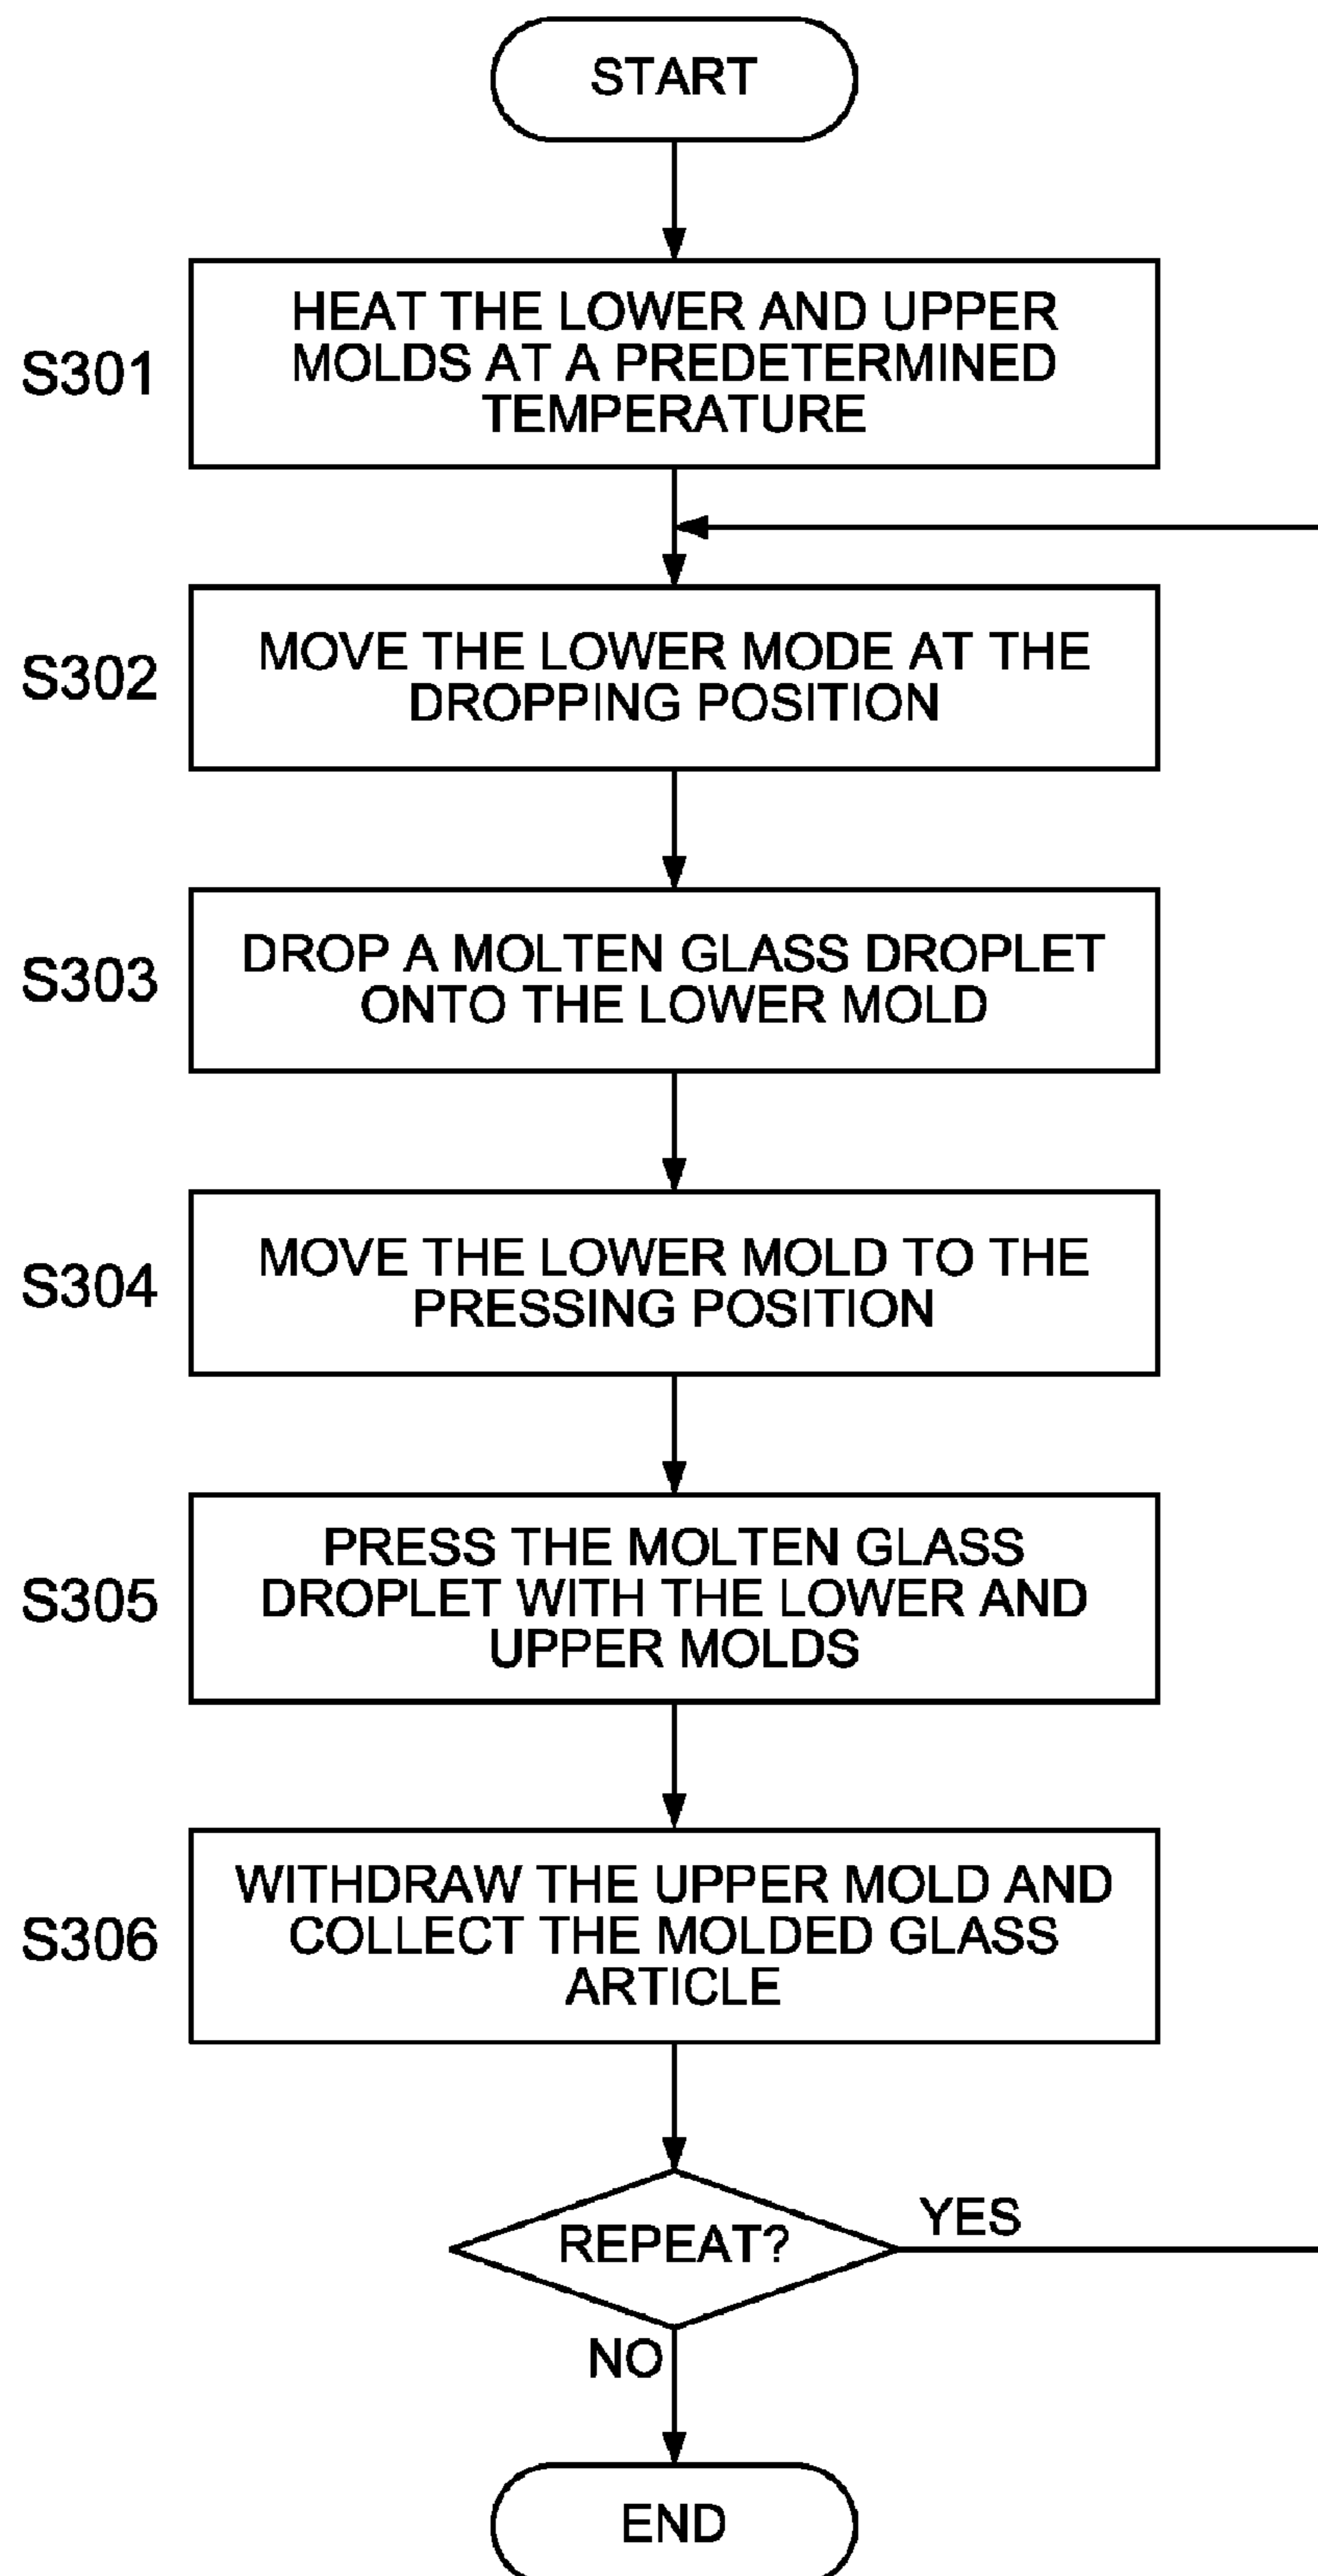 START
S301
HEAT THE LOWER AND UPPER
MOLDS AT A PREDETERMINED
TEMPERATURE
S302
MOVE THE LOWER MODE AT THE
DROPPING POSITION
S303
DROP A MOLTEN GLASS DROPLET
ONTO THE LOWER MOLD
S304
MOVE THE LOWER MOLD TO THE
PRESSING POSITION
S305
PRESS THE MOLTEN GLASS
DROPLET WITH THE LOWER AND
UPPER MOLDS
S306
WITHDRAW THE UPPER MOLD AND
COLLECT THE MOLDED GLASS
ARTICLE
REPEAT?
YES
NO
END